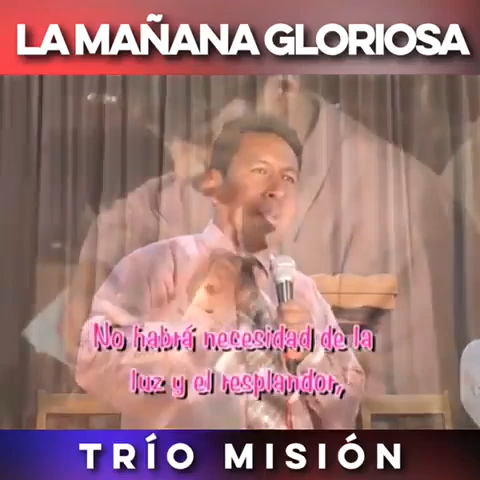 LA MAÑANA GLORIOSA
No habrá necesidad de la
luz y el resplandor,
TRÍO MISIÓN